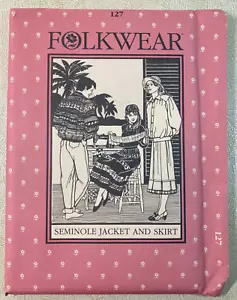 127
FOLKWEAR
SEMINOLE JACKET AND SKIRT
127